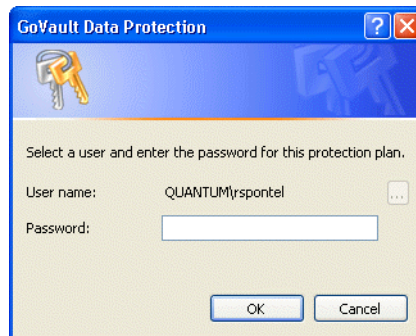 GoVault Data Protection
Select a user and enter the password for this protection plan.
User name: QUANTUM\rspontel ...
Password:
OK Cancel